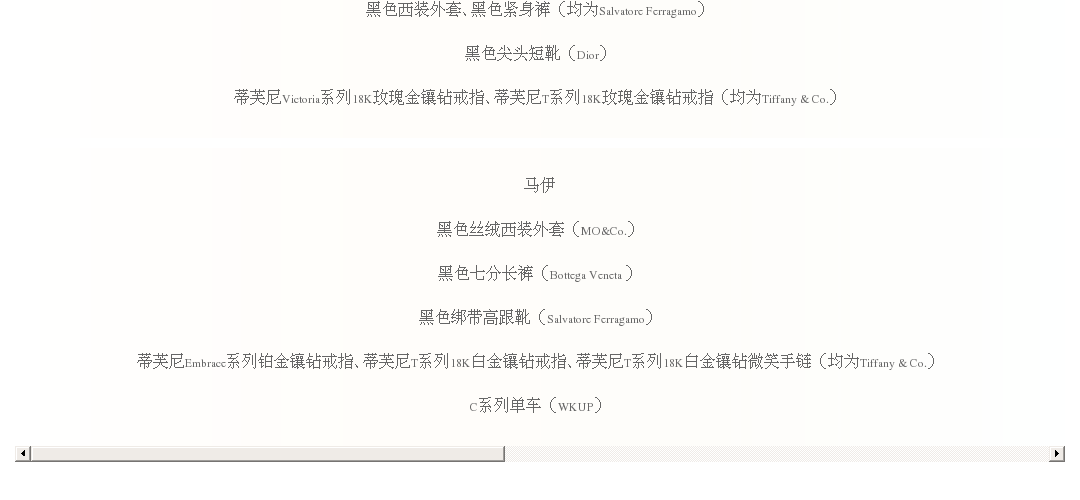 黑色西装外套、黑色紧身裤（均为Salvatore Ferragamo）
黑色尖头短靴（Dior）
蒂芙尼Victoria系列18K玫瑰金镶钻戒指、蒂芙尼T系列18K玫瑰金镶钻戒指（均为Tiffany & Co.）
马伊
黑色丝绒西装外套（MO&Co.）
黑色七分长裤（Bottega Veneta ）
黑色绑带高跟靴（Salvatore Ferragamo）
蒂芙尼Embrace系列铂金镶钻戒指、蒂芙尼T系列18K白金镶钻戒指、蒂芙尼T系列18K白金镶钻微笑手链（均为Tiffany & Co.）
C系列单车（WKUP）